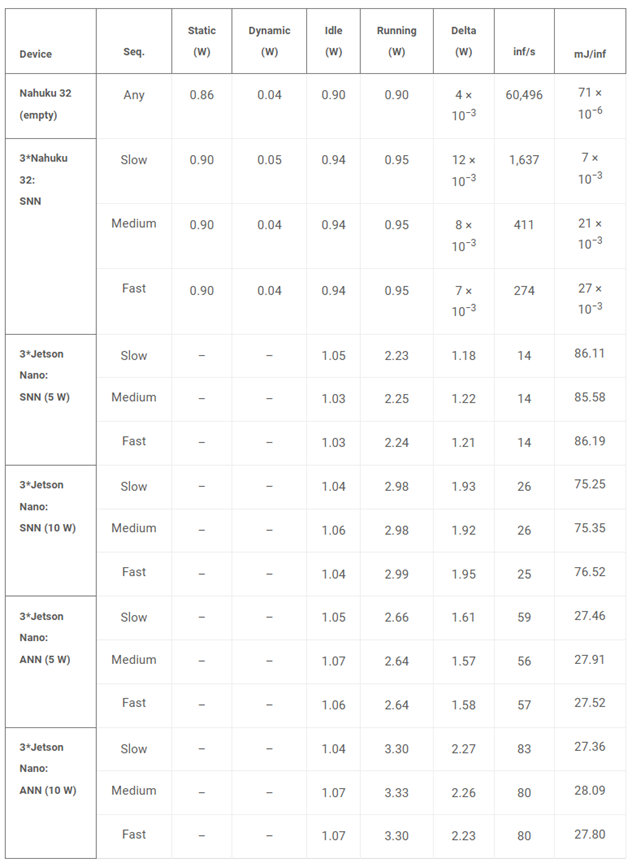 Device Seq. Static (W) Dynamic (W) Idle (W) Running (W) Delta (W) inf/s mJ/inf
Nahuku 32 (empty) Any 0.86 0.04 0.90 0.90 4 × 10⁻³ 60,496 71 × 10⁻⁶
3*Nahuku 32: SNN Slow 0.90 0.05 0.94 0.95 12 × 10⁻³ 1,637 7 × 10⁻³
Medium 0.90 0.04 0.94 0.95 8 × 10⁻³ 411 21 × 10⁻³
Fast 0.90 0.04 0.94 0.95 7 × 10⁻³ 274 27 × 10⁻³
3*Jetson Nano: SNN (5 W) Slow – – 1.05 2.23 1.18 14 86.11
Medium – – 1.03 2.25 1.22 14 85.58
Fast – – 1.03 2.24 1.21 14 86.19
3*Jetson Nano: SNN (10 W) Slow – – 1.04 2.98 1.93 26 75.25
Medium – – 1.06 2.98 1.92 26 75.35
Fast – – 1.04 2.99 1.95 25 76.52
3*Jetson Nano: ANN (5 W) Slow – – 1.05 2.66 1.61 59 27.46
Medium – – 1.07 2.64 1.57 56 27.91
Fast – – 1.06 2.64 1.58 57 27.52
3*Jetson Nano: ANN (10 W) Slow – – 1.04 3.30 2.27 83 27.36
Medium – – 1.07 3.33 2.26 80 28.09
Fast – – 1.07 3.30 2.23 80 27.80